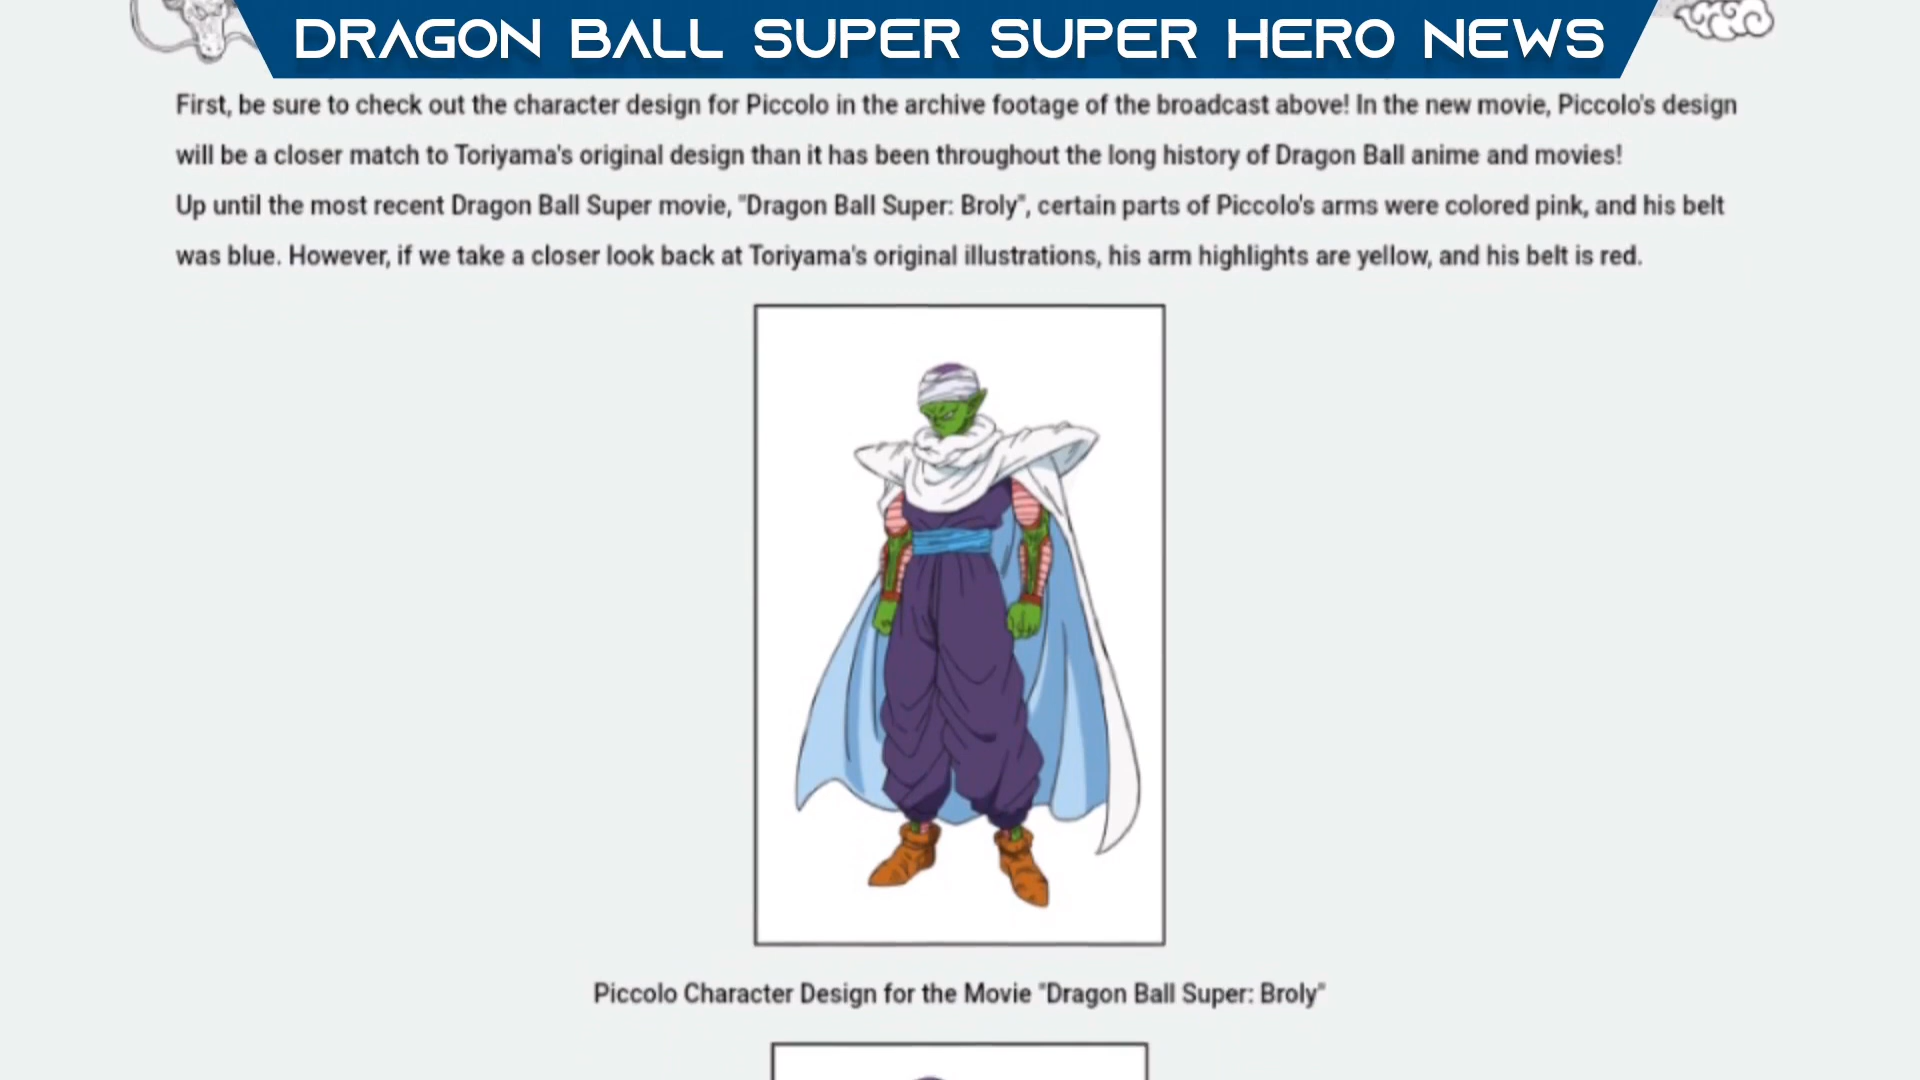 DRAGON BALL SUPER SUPER HERO NEWS
First, be sure to check out the character design for Piccolo in the archive footage of the broadcast above! In the new movie, Piccolo's design
will be a closer match to Toriyama's original design than it has been throughout the long history of Dragon Ball anime and movies!
Up until the most recent Dragon Ball Super movie, "Dragon Ball Super: Broly", certain parts of Piccolo's arms were colored pink, and his belt
was blue. However, if we take a closer look back at Toriyama's original illustrations, his arm highlights are yellow, and his belt is red.
Piccolo Character Design for the Movie "Dragon Ball Super: Broly"